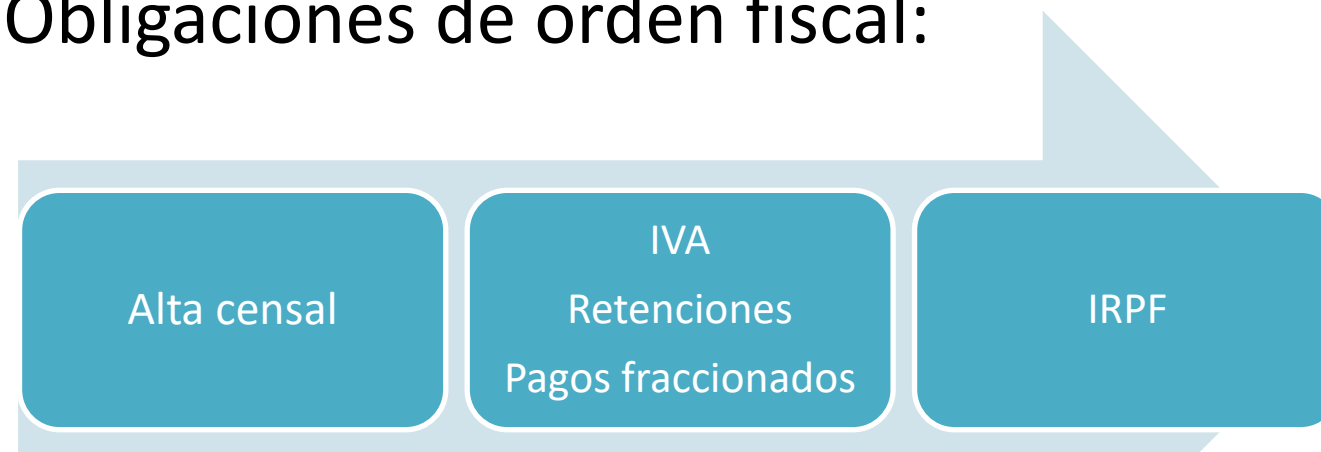 Obligaciones de orden fiscal:
Alta censal
IVA
Retenciones
Pagos fraccionados
IRPF